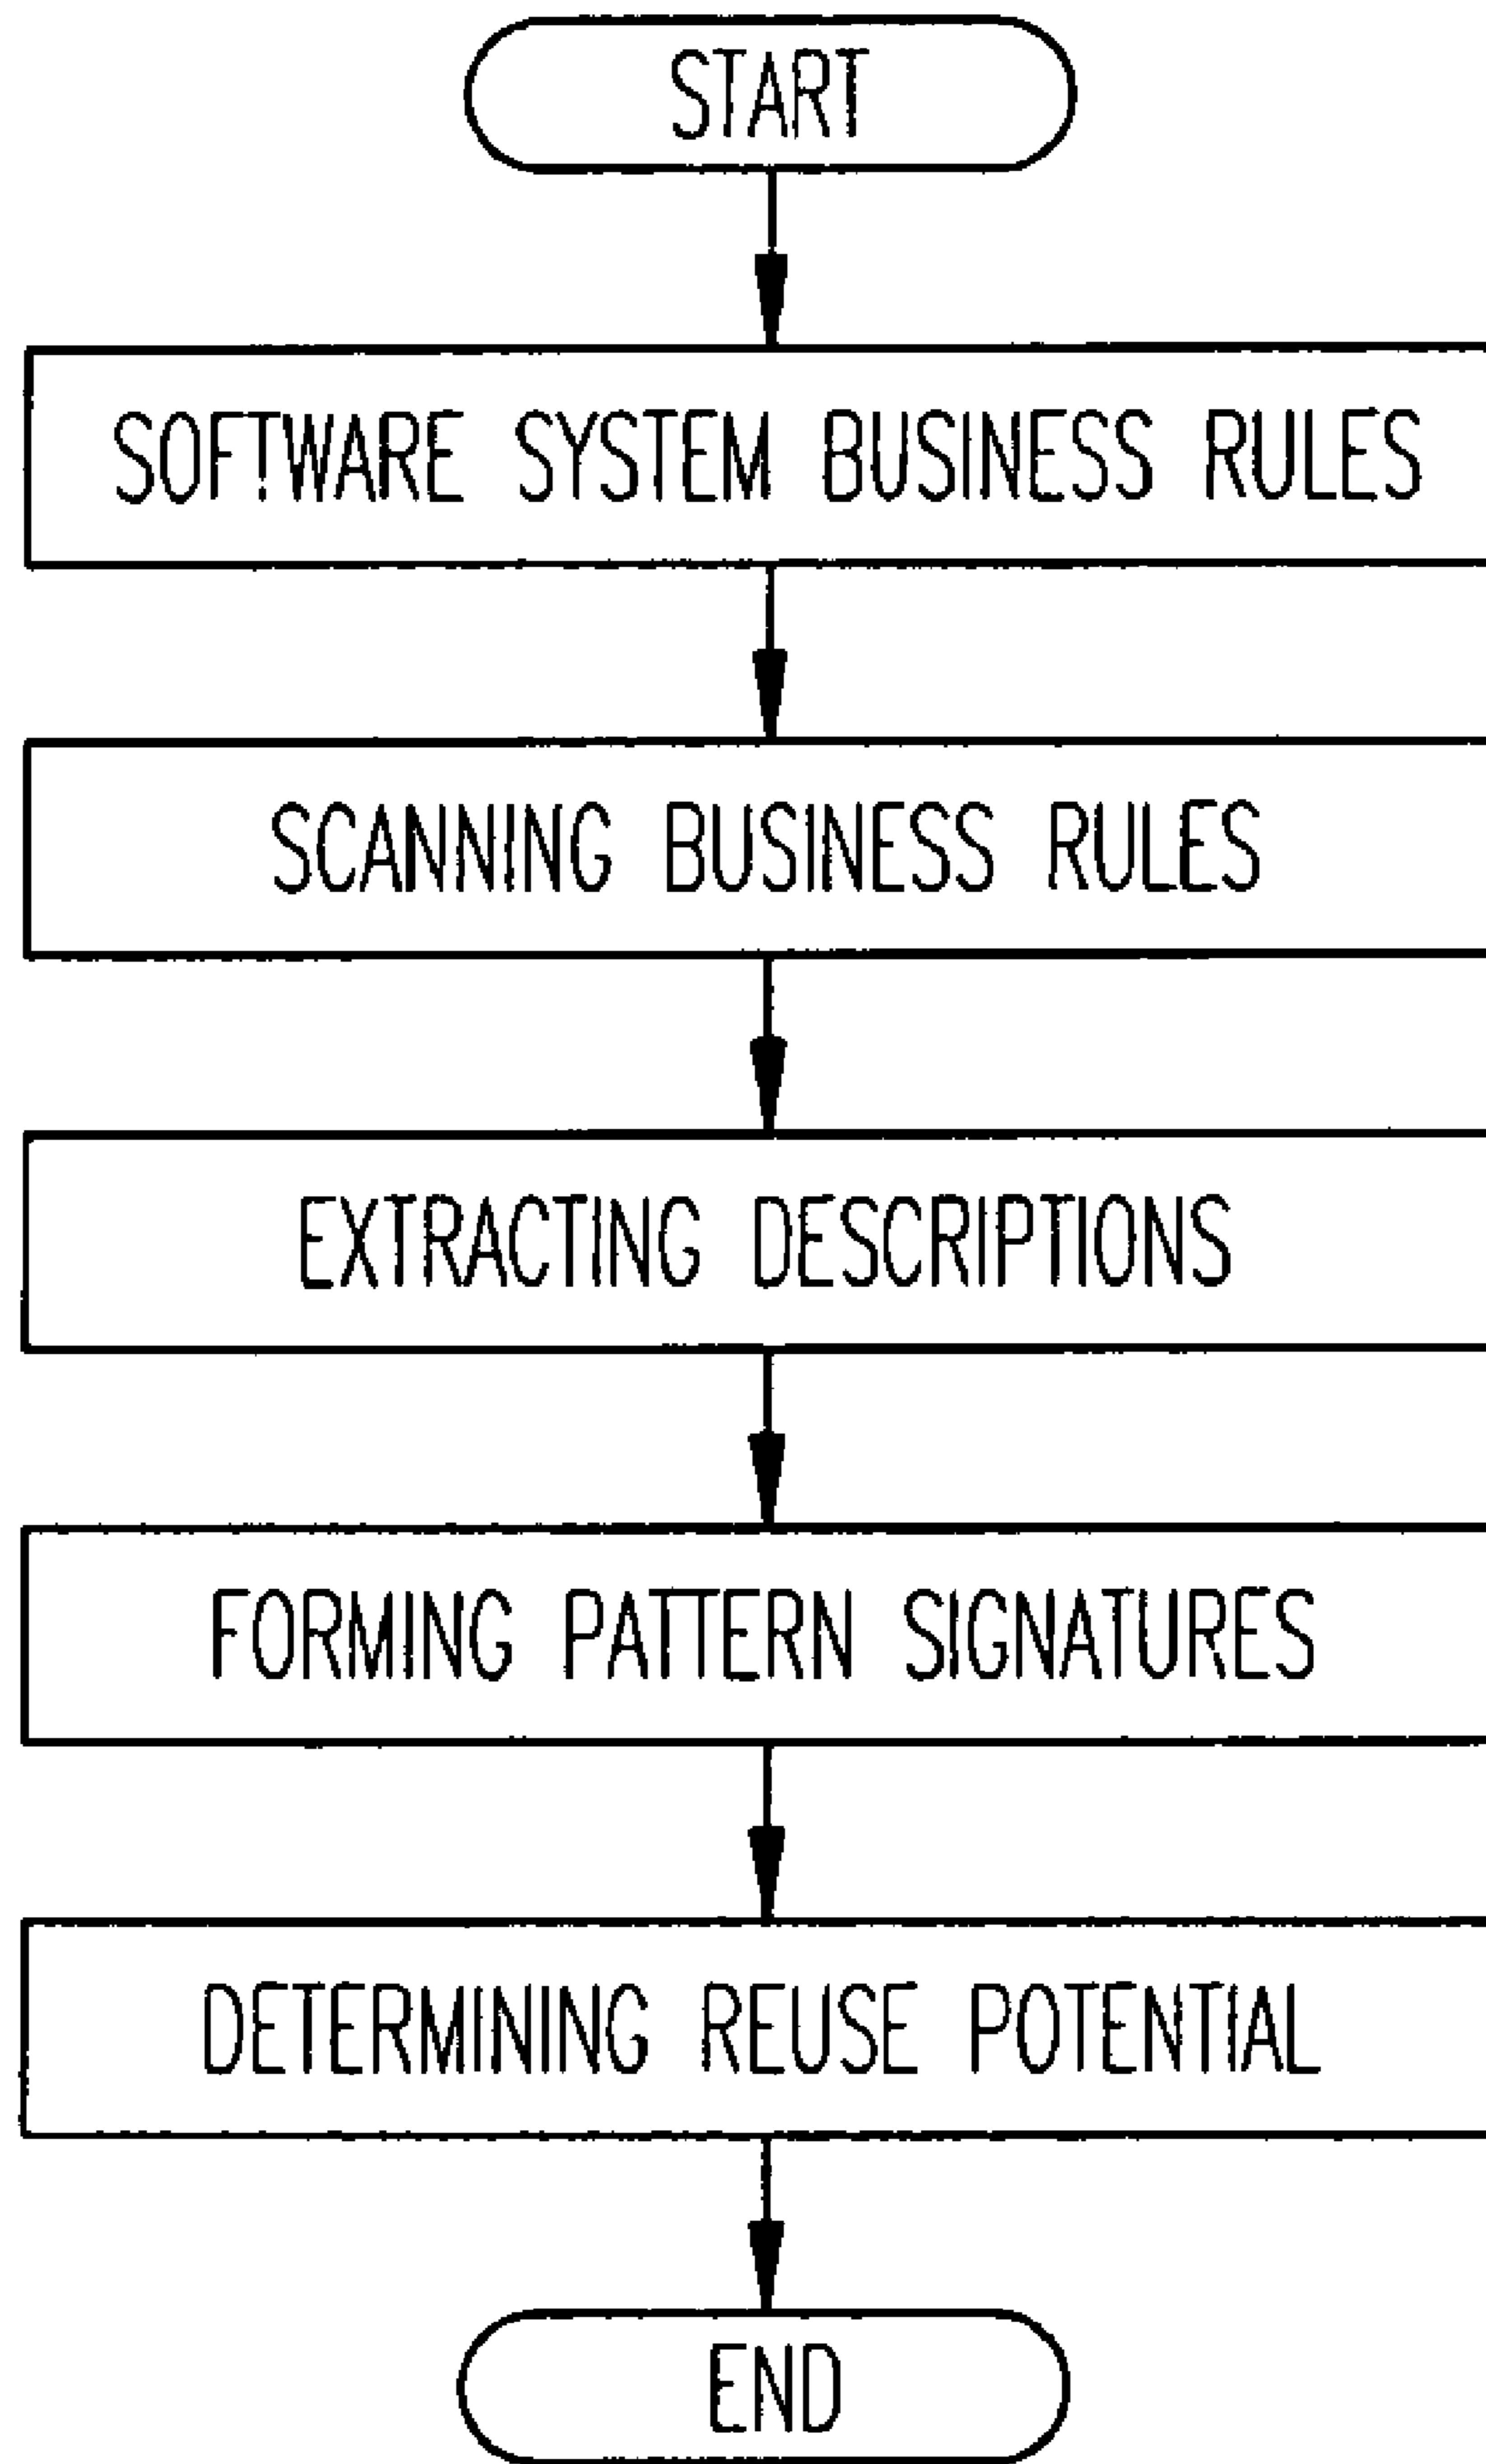 START
SOFTWARE SYSTEM BUSINESS RULES
SCANNING BUSINESS RULES
EXTRACTING DESCRIPTIONS
FORMING PATTERN SIGNATURES
DETERMINING REUSE POTENTIAL
END